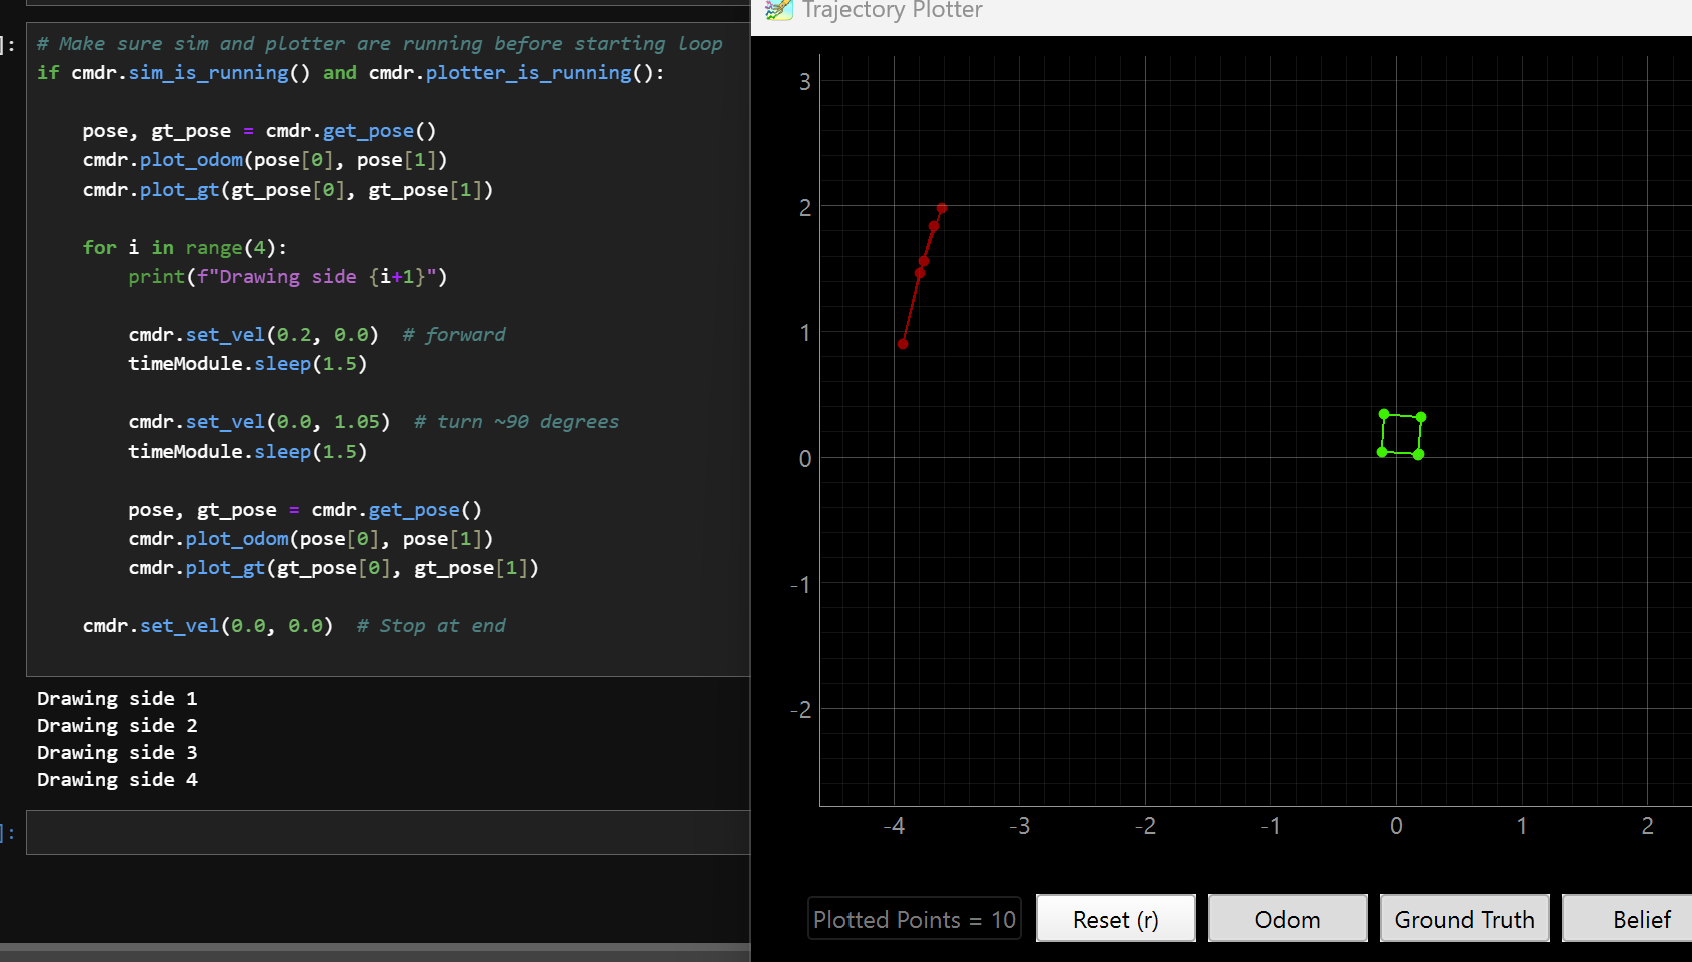 ]:
# Make sure sim and plotter are running before starting loop
if cmdr.sim_is_running() and cmdr.plotter_is_running():
    pose, gt_pose = cmdr.get_pose()
    cmdr.plot_odom(pose[0], pose[1])
    cmdr.plot_gt(gt_pose[0], gt_pose[1])
    for i in range(4):
        print(f"Drawing side {i+1}")
        cmdr.set_vel(0.2, 0.0)  # forward
        timeModule.sleep(1.5)
        cmdr.set_vel(0.0, 1.05)  # turn ~90 degrees
        timeModule.sleep(1.5)
        pose, gt_pose = cmdr.get_pose()
        cmdr.plot_odom(pose[0], pose[1])
        cmdr.plot_gt(gt_pose[0], gt_pose[1])
    cmdr.set_vel(0.0, 0.0)  # Stop at end
Drawing side 1
Drawing side 2
Drawing side 3
Drawing side 4
]:
Trajectory Plotter
3
2
1
0
-1
-2
-4 -3 -2 -1 0 1 2
Plotted Points = 10 Reset (r) Odom Ground Truth Belief